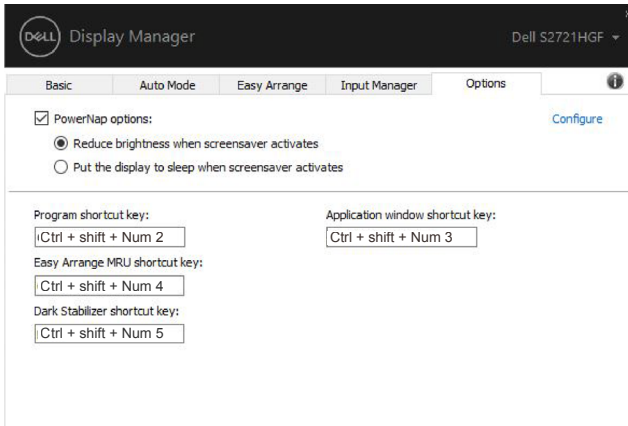 DELL Display Manager
Dell S2721HGF
Basic Auto Mode Easy Arrange Input Manager Options
PowerNap options:
Configure
Reduce brightness when screensaver activates
Put the display to sleep when screensaver activates
Program shortcut key:
Application window shortcut key:
Ctrl + shift + Num 2
Ctrl + shift + Num 3
Easy Arrange MRU shortcut key:
Ctrl + shift + Num 4
Dark Stabilizer shortcut key:
Ctrl + shift + Num 5